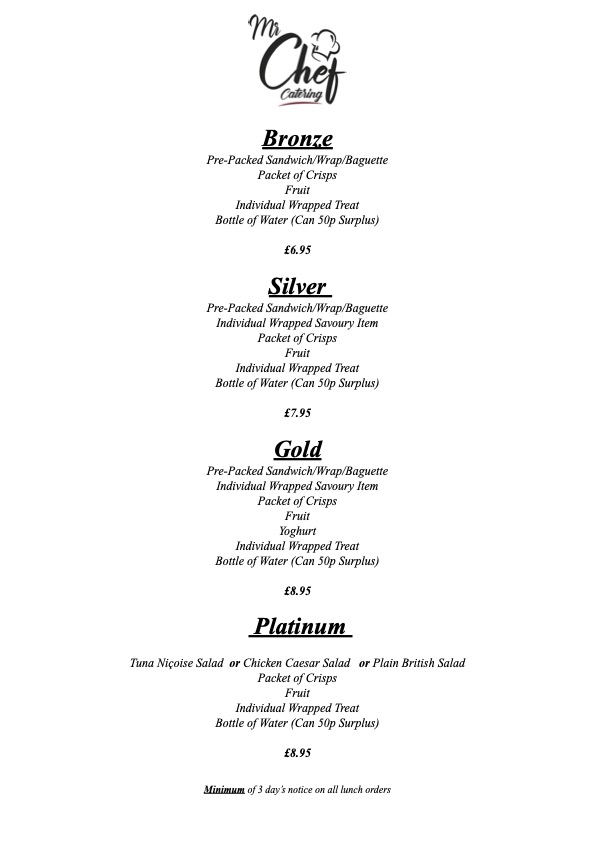 Mr
Chef
Catering
Bronze
Pre-Packed Sandwich/Wrap/Baguette
Packet of Crisps
Fruit
Individual Wrapped Treat
Bottle of Water (Can 50p Surplus)
£6.95
Silver
Pre-Packed Sandwich/Wrap/Baguette
Individual Wrapped Savoury Item
Packet of Crisps
Fruit
Individual Wrapped Treat
Bottle of Water (Can 50p Surplus)
£7.95
Gold
Pre-Packed Sandwich/Wrap/Baguette
Individual Wrapped Savoury Item
Packet of Crisps
Fruit
Yoghurt
Individual Wrapped Treat
Bottle of Water (Can 50p Surplus)
£8.95
Platinum
Tuna Niçoise Salad or Chicken Caesar Salad or Plain British Salad
Packet of Crisps
Fruit
Individual Wrapped Treat
Bottle of Water (Can 50p Surplus)
£8.95
Minimum of 3 day's notice on all lunch orders